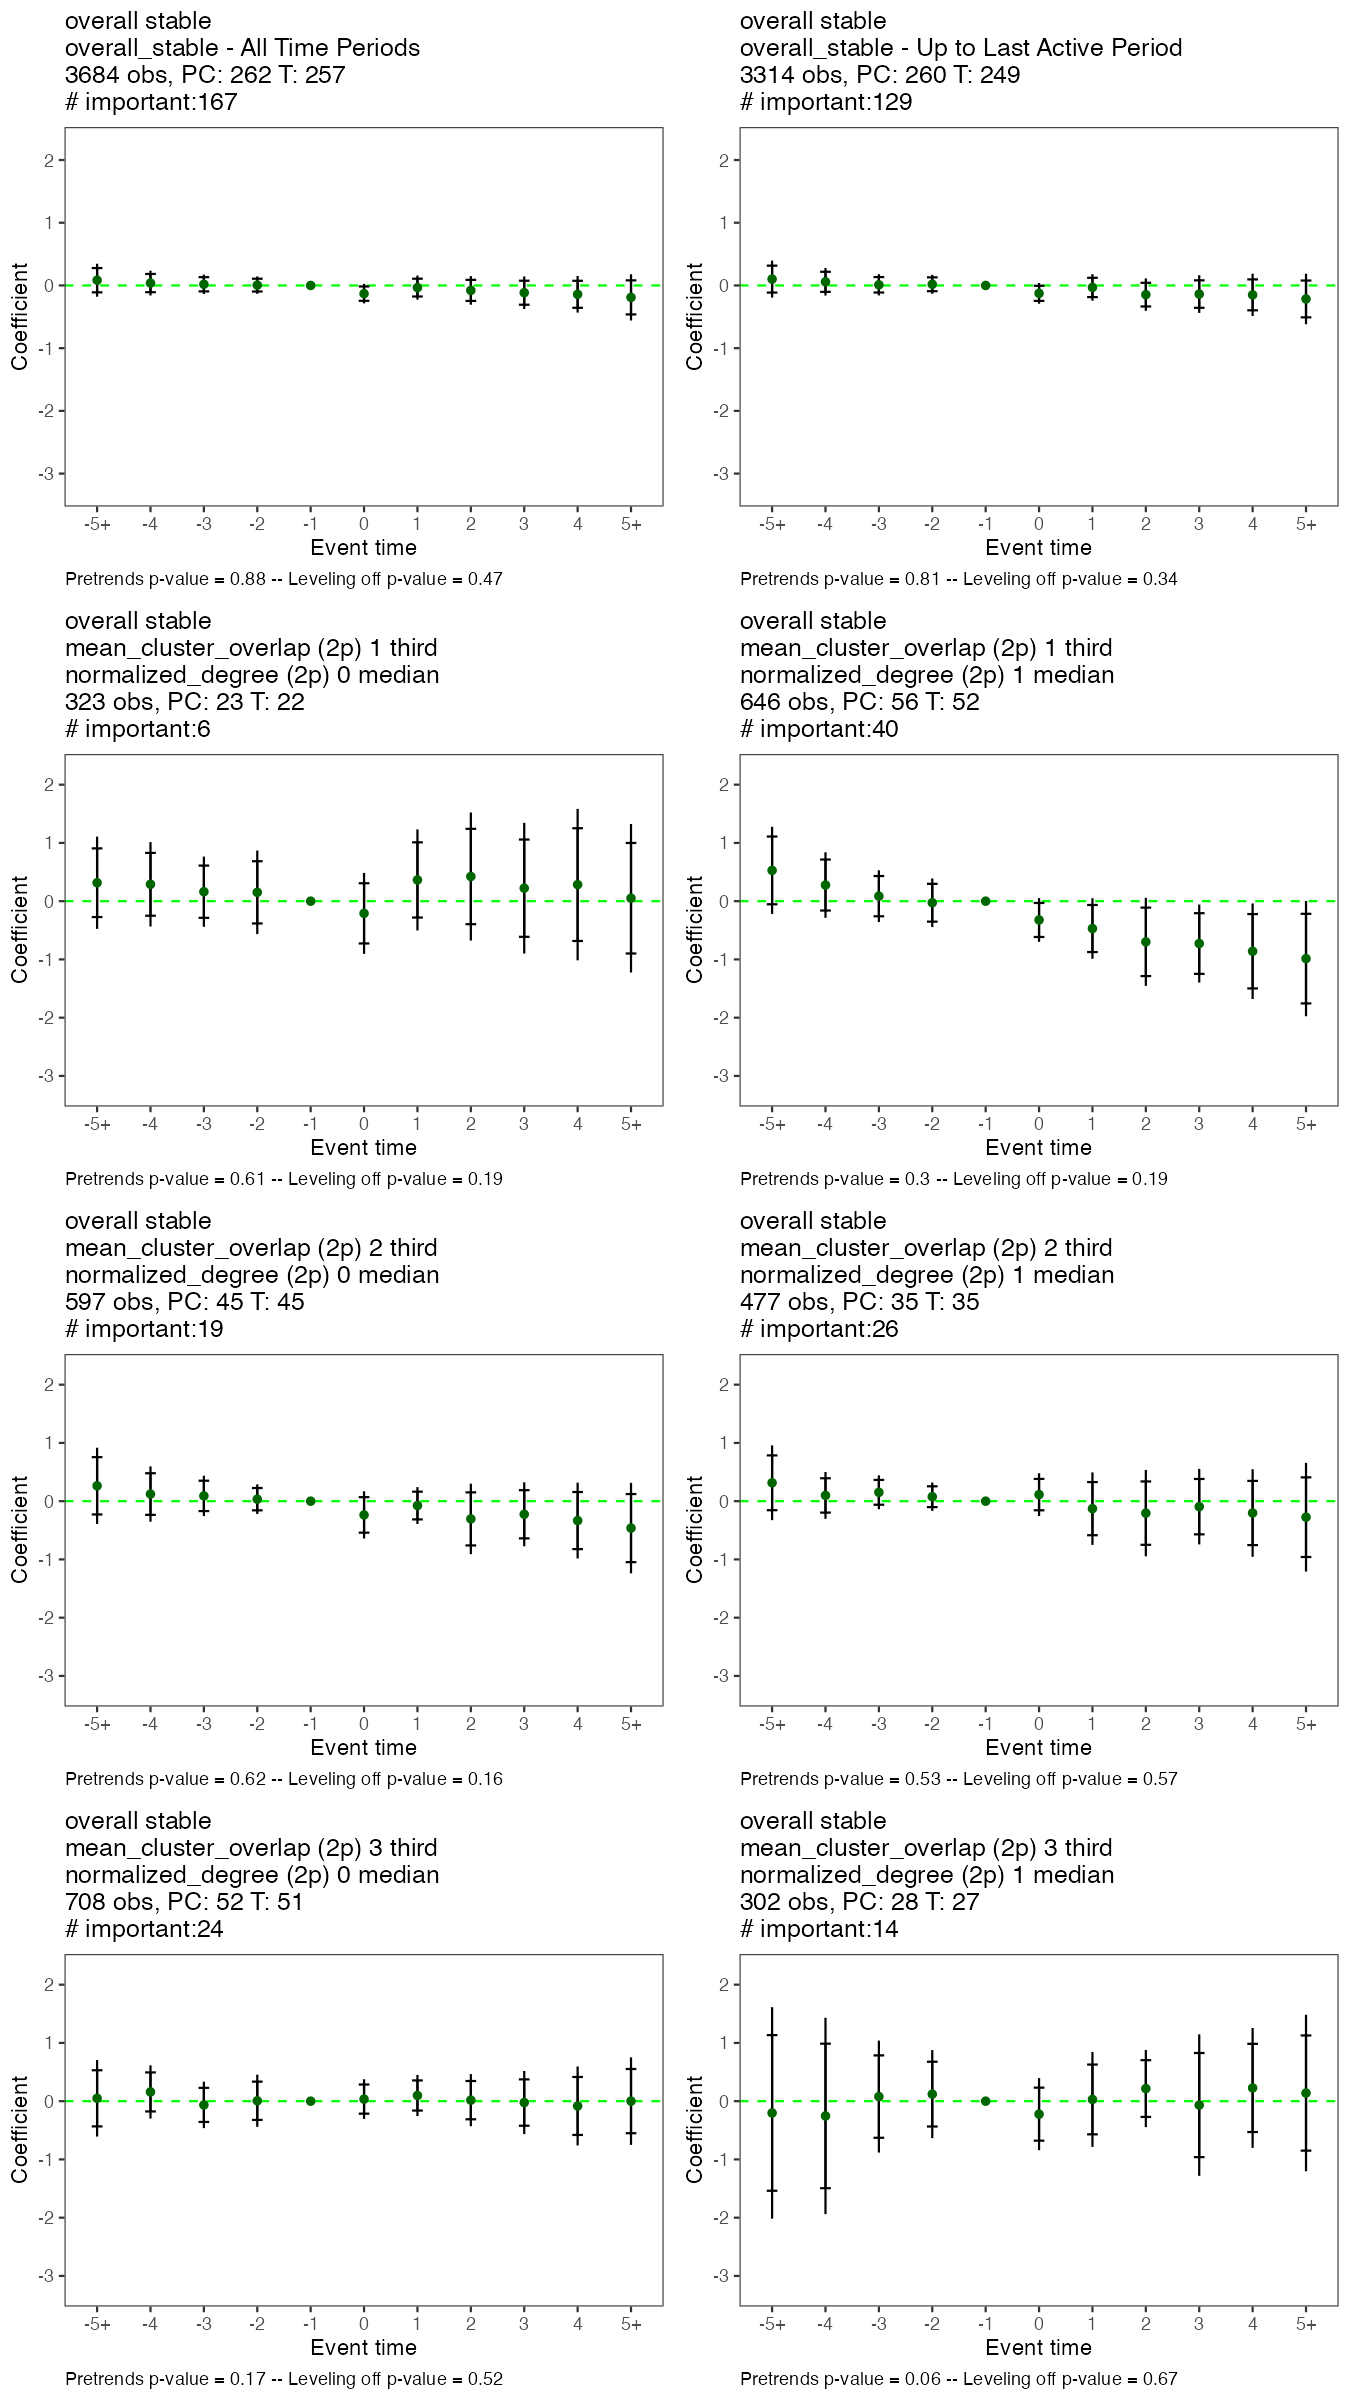 overall stable
overall_stable - All Time Periods
3684 obs, PC: 262 T: 257
# important:167
2
1
0
-1
-2
-3
Coefficient
-5+ -4 -3 -2 -1 0 1 2 3 4 5+
Event time
Pretrends p-value = 0.88 -- Leveling off p-value = 0.47
overall stable
overall_stable - Up to Last Active Period
3314 obs, PC: 260 T: 249
# important:129
2
1
0
-1
-2
-3
Coefficient
-5+ -4 -3 -2 -1 0 1 2 3 4 5+
Event time
Pretrends p-value = 0.81 -- Leveling off p-value = 0.34
overall stable
mean_cluster_overlap (2p) 1 third
normalized_degree (2p) 0 median
323 obs, PC: 23 T: 22
# important:6
2
1
0
-1
-2
-3
Coefficient
-5+ -4 -3 -2 -1 0 1 2 3 4 5+
Event time
Pretrends p-value = 0.61 -- Leveling off p-value = 0.19
overall stable
mean_cluster_overlap (2p) 1 third
normalized_degree (2p) 1 median
646 obs, PC: 56 T: 52
# important:40
2
1
0
-1
-2
-3
Coefficient
-5+ -4 -3 -2 -1 0 1 2 3 4 5+
Event time
Pretrends p-value = 0.3 -- Leveling off p-value = 0.19
overall stable
mean_cluster_overlap (2p) 2 third
normalized_degree (2p) 0 median
597 obs, PC: 45 T: 45
# important:19
2
1
0
-1
-2
-3
Coefficient
-5+ -4 -3 -2 -1 0 1 2 3 4 5+
Event time
Pretrends p-value = 0.62 -- Leveling off p-value = 0.16
overall stable
mean_cluster_overlap (2p) 2 third
normalized_degree (2p) 1 median
477 obs, PC: 35 T: 35
# important:26
2
1
0
-1
-2
-3
Coefficient
-5+ -4 -3 -2 -1 0 1 2 3 4 5+
Event time
Pretrends p-value = 0.53 -- Leveling off p-value = 0.57
overall stable
mean_cluster_overlap (2p) 3 third
normalized_degree (2p) 0 median
708 obs, PC: 52 T: 51
# important:24
2
1
0
-1
-2
-3
Coefficient
-5+ -4 -3 -2 -1 0 1 2 3 4 5+
Event time
Pretrends p-value = 0.17 -- Leveling off p-value = 0.52
overall stable
mean_cluster_overlap (2p) 3 third
normalized_degree (2p) 1 median
302 obs, PC: 28 T: 27
# important:14
2
1
0
-1
-2
-3
Coefficient
-5+ -4 -3 -2 -1 0 1 2 3 4 5+
Event time
Pretrends p-value = 0.06 -- Leveling off p-value = 0.67